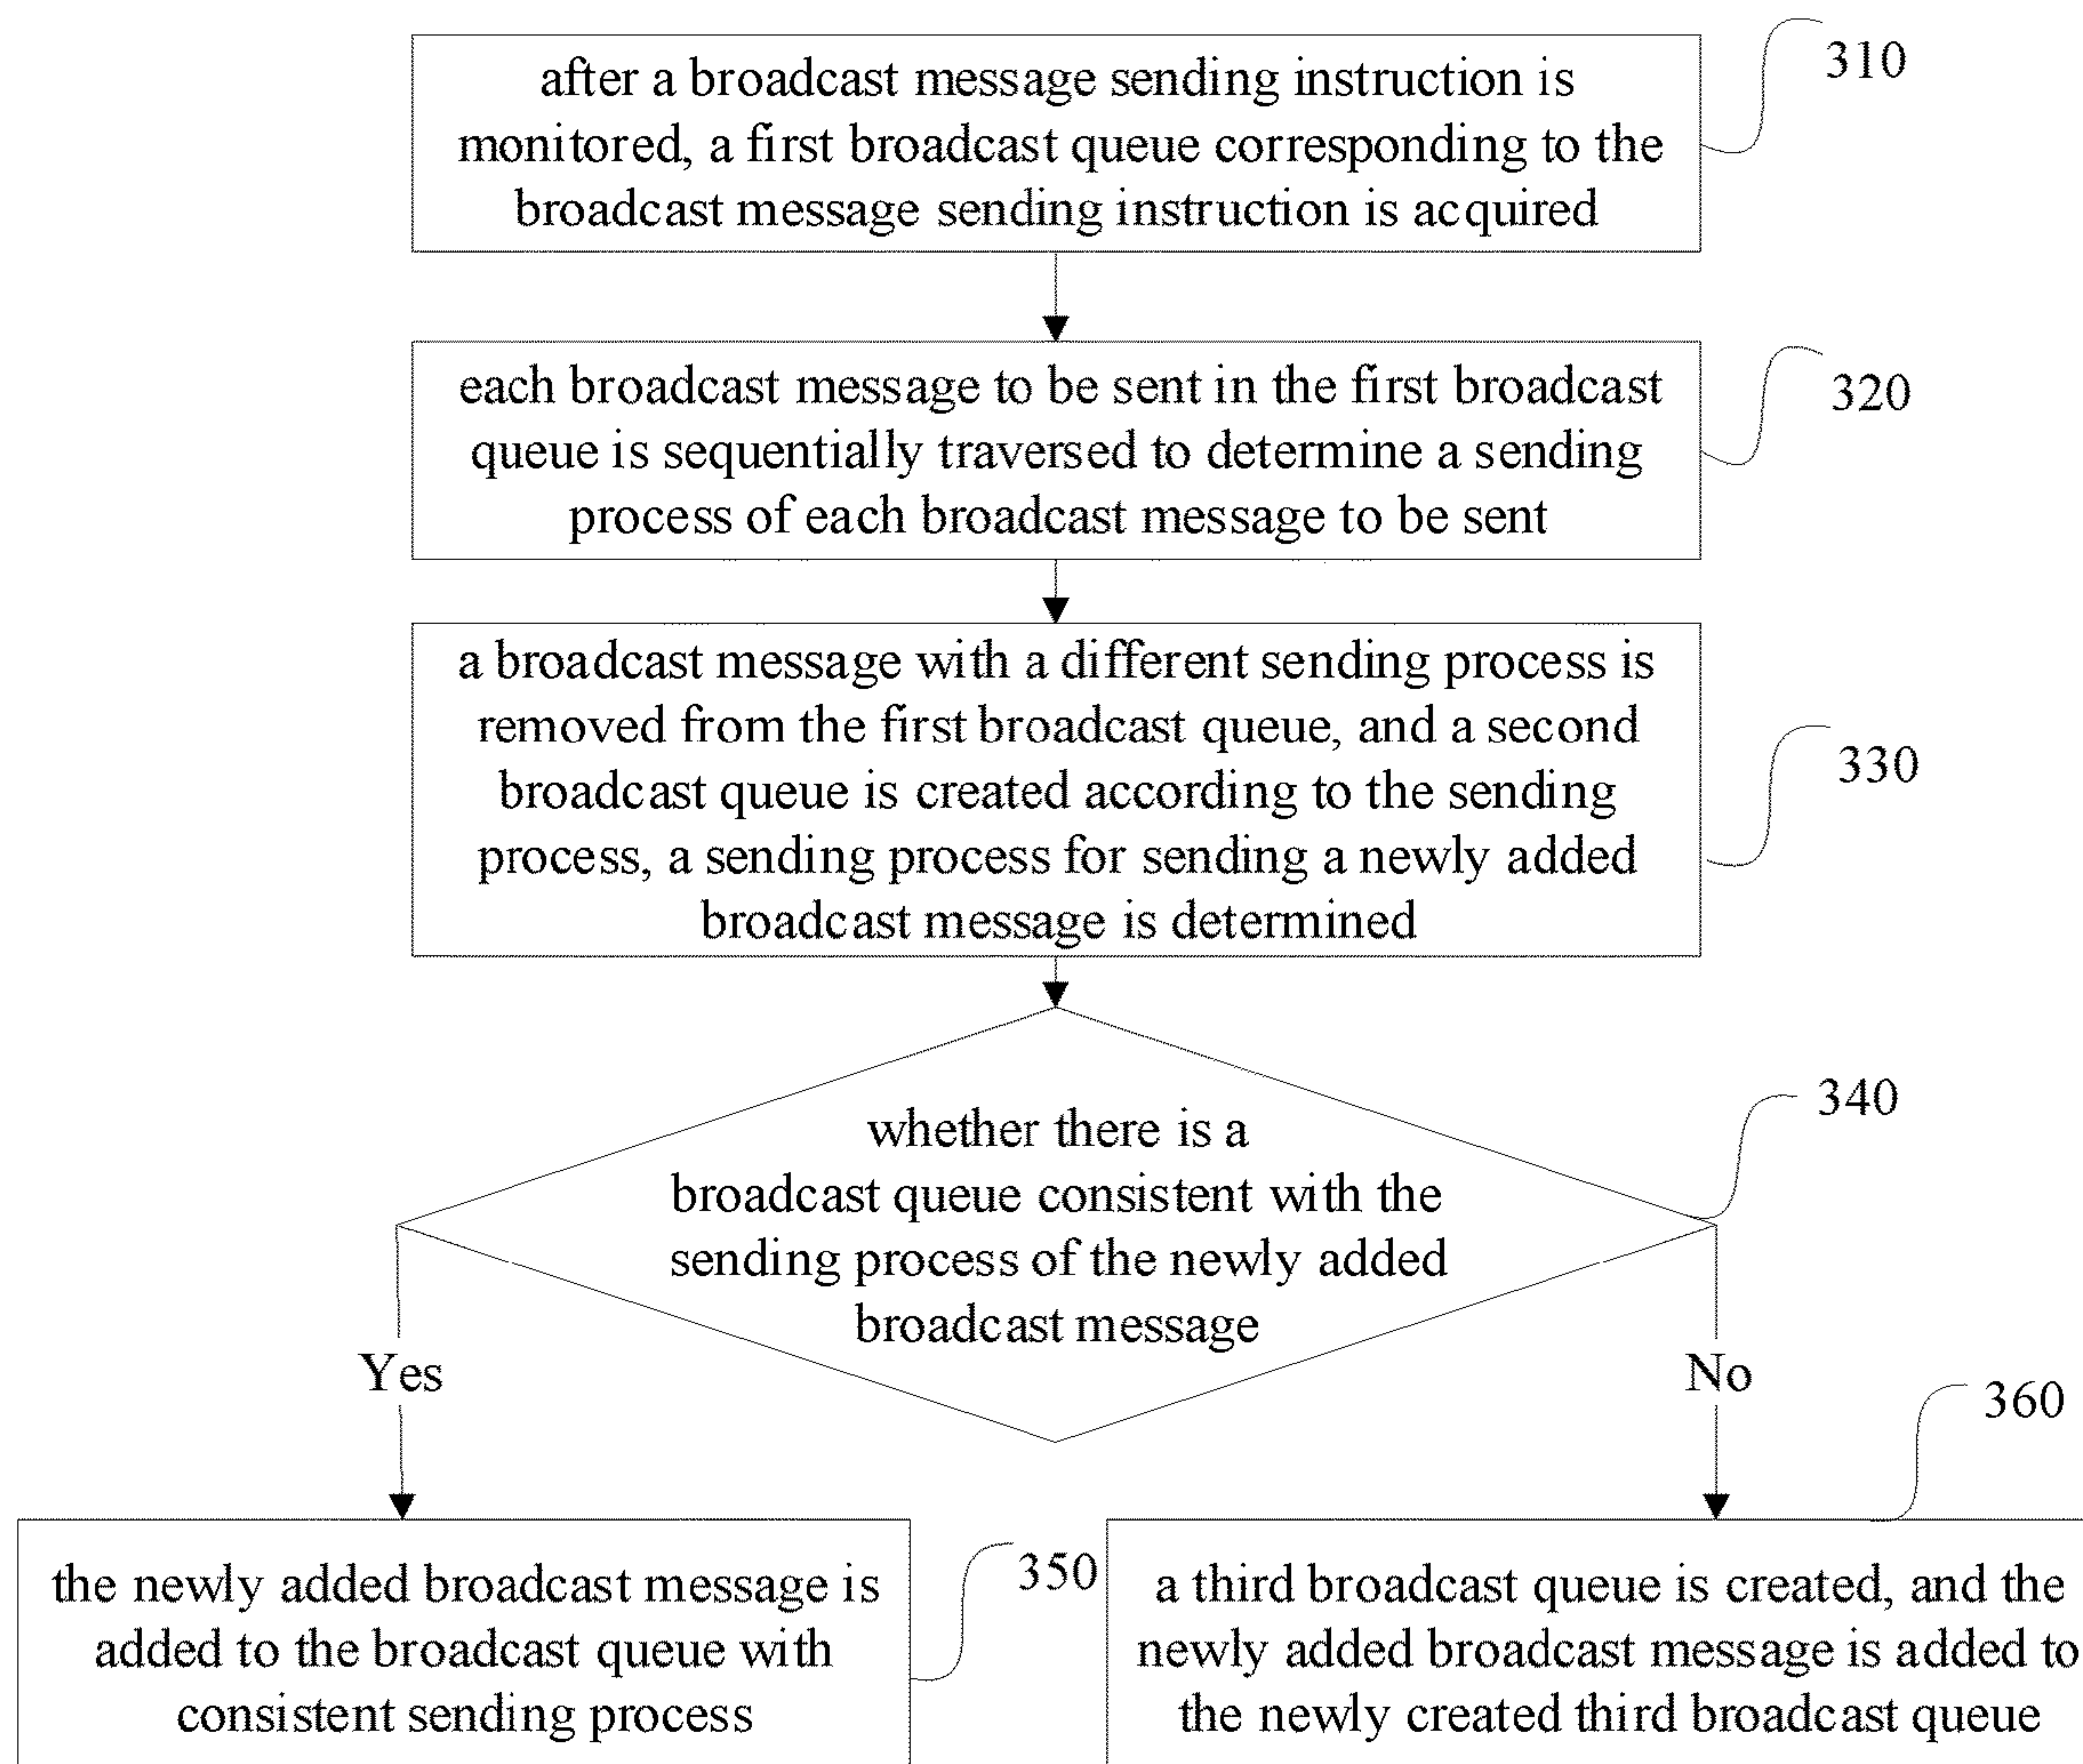 after a broadcast message sending instruction is
monitored, a first broadcast queue corresponding to the
broadcast message sending instruction is acquired
310
each broadcast message to be sent in the first broadcast
queue is sequentially traversed to determine a sending
process of each broadcast message to be sent
320
a broadcast message with a different sending process is
removed from the first broadcast queue, and a second
broadcast queue is created according to the sending
process, a sending process for sending a newly added
broadcast message is determined
330
whether there is a
broadcast queue consistent with the
sending process of the newly added
broadcast message
340
Yes
No
the newly added broadcast message is
added to the broadcast queue with
consistent sending process
350
a third broadcast queue is created, and the
newly added broadcast message is added to
the newly created third broadcast queue
360